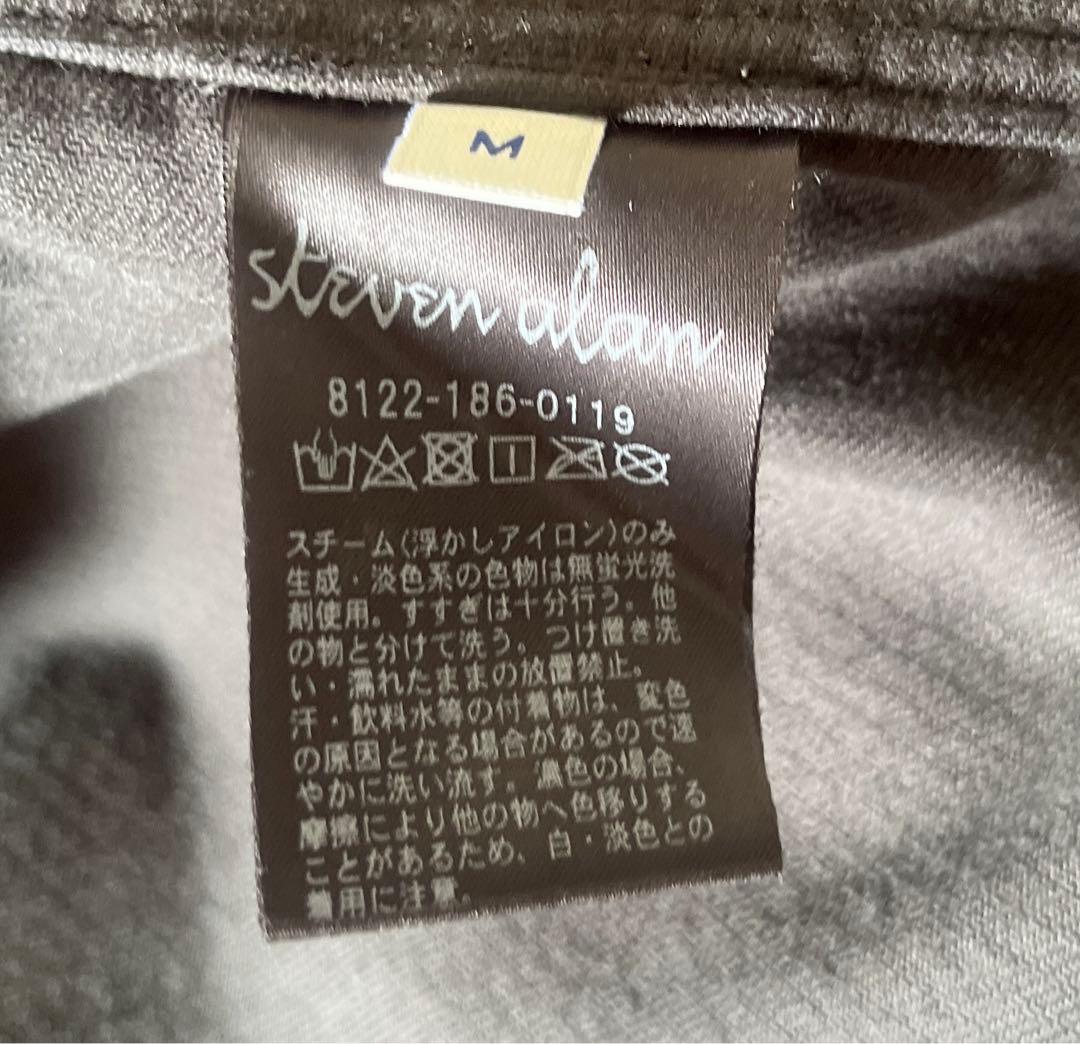 M
steven alan
8122-186-0119
スチーム(浮かしアイロン)のみ
生成・淡色系の色物は無蛍光洗
剤使用。すすぎは十分行う。他
の物と分けて洗う。つけ置き洗
い・濡れたままの放置禁止。
汗・飲料水等の付着物は、変色
の原因となる場合があるので速
やかに洗い流す。濃色の場合、
摩擦により他の物へ色移りする
ことがあるため、白・淡色との
着用に注意。